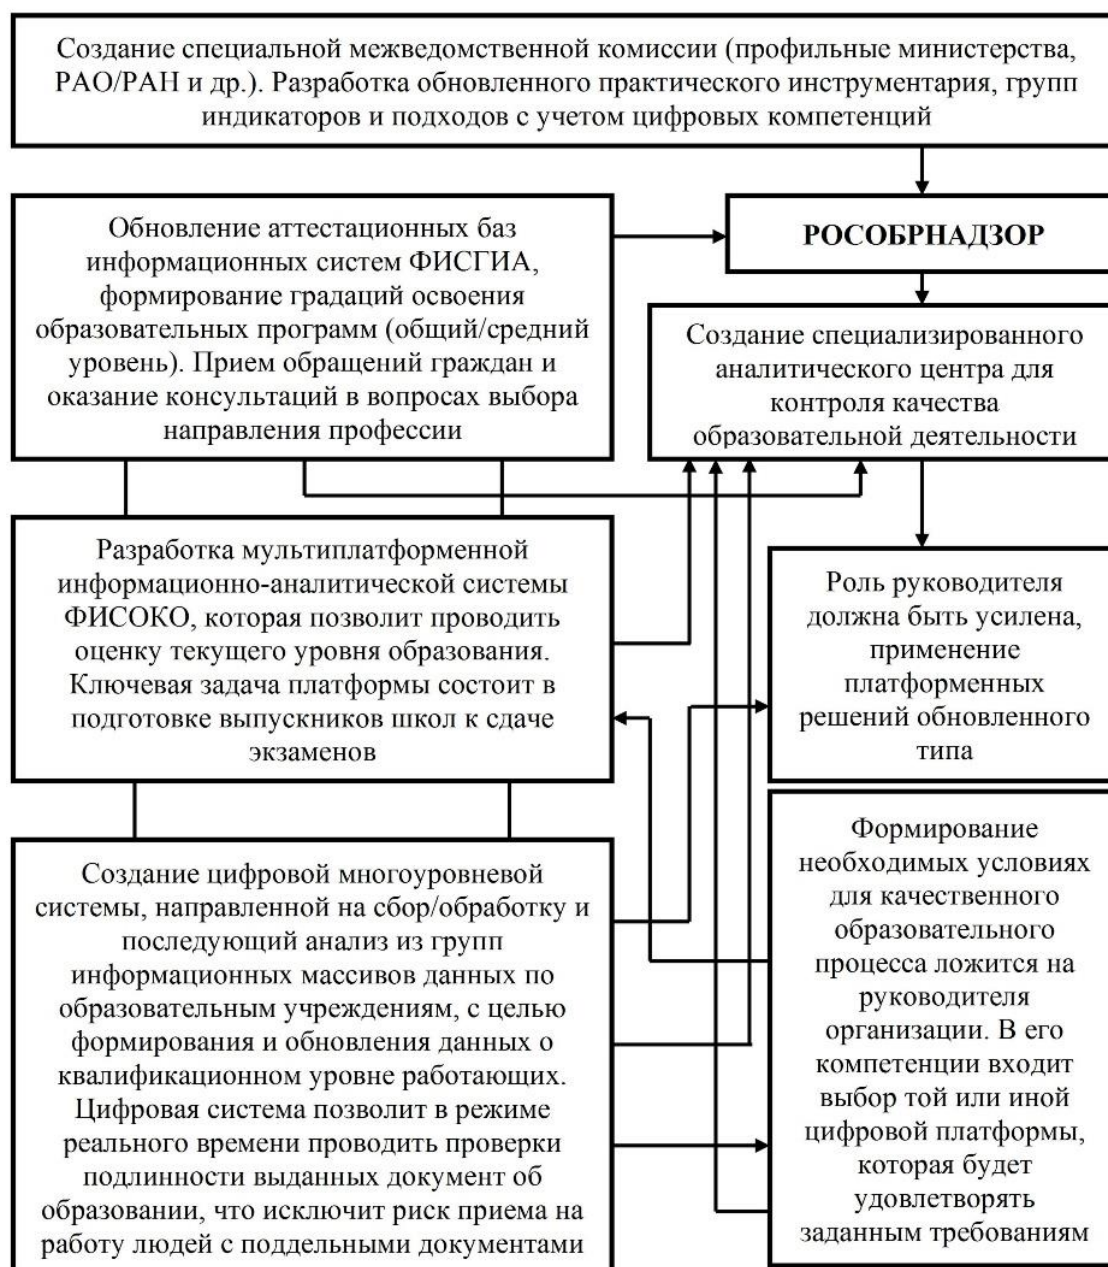 Создание специальной межведомственной комиссии (профильные министерства,
РАО/РАН и др.). Разработка обновленного практического инструментария, групп
индикаторов и подходов с учетом цифровых компетенций
Обновление аттестационных баз
информационных систем ФИСГИА,
формирование градаций освоения
образовательных программ (общий/средний
уровень). Прием обращений граждан и
оказание консультаций в вопросах выбора
направления профессии
РОСОБРНАДЗОР
Создание специализированного
аналитического центра для
контроля качества
образовательной деятельности
Разработка мультиплатформенной
информационно-аналитической системы
ФИСОКО, которая позволит проводить
оценку текущего уровня образования.
Ключевая задача платформы состоит в
подготовке выпускников школ к сдаче
экзаменов
Роль руководителя
должна быть усилена,
применение
платформенных
решений обновленного
типа
Создание цифровой многоуровневой
системы, направленной на сбор/обработку и
последующий анализ из групп
информационных массивов данных по
образовательным учреждениям, с целью
формирования и обновления данных о
квалификационном уровне работающих.
Цифровая система позволит в режиме
реального времени проводить проверки
подлинности выданных документ об
образовании, что исключит риск приема на
работу людей с поддельными документами
Формирование
необходимых условиях
для качественного
образовательного
процесса ложится на
руководителя
организации. В его
компетенции входит
выбор той или иной
цифровой платформы,
которая будет
удовлетворять
заданным требованиям